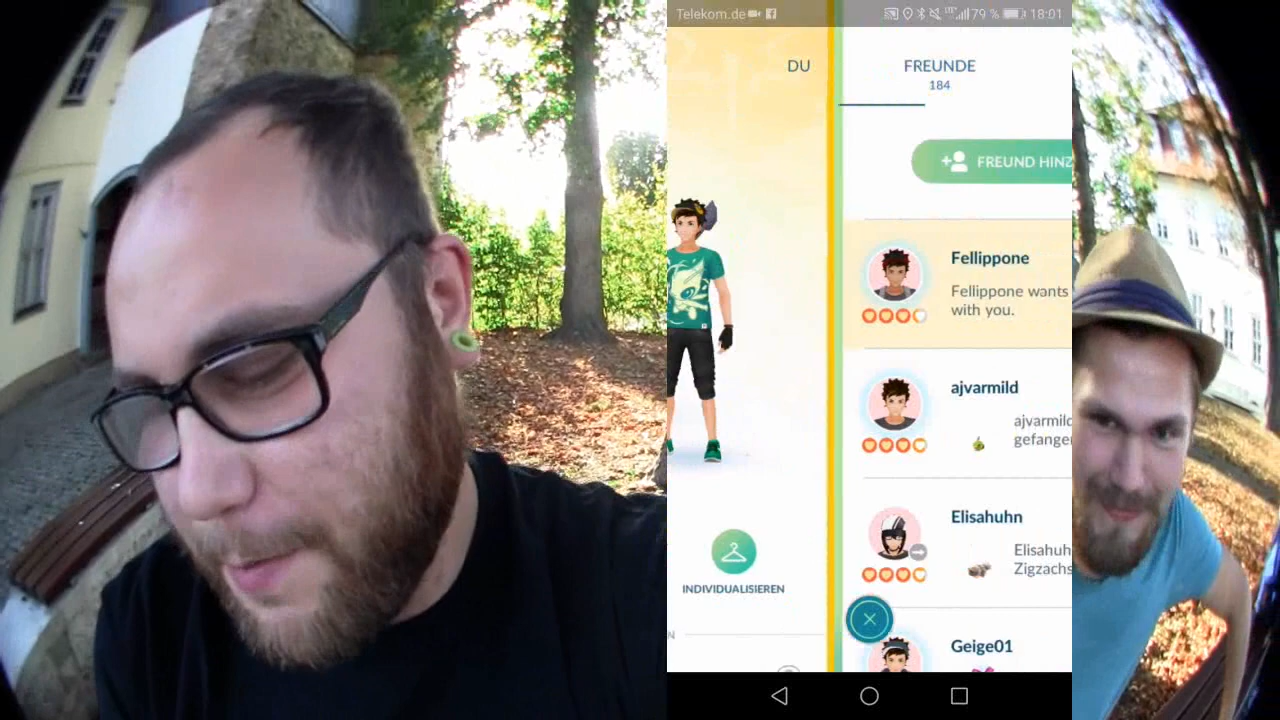 Telekom.de
79 %
18:01
DU
FREUNDE
184
FREUND HINZ
Fellippone
Fellippone wants
with you.
ajvarmild
ajvarmild
gefangen
Elisahuhn
Elisahuh
Zigzachs
INDIVIDUALISIEREN
N
Geige01